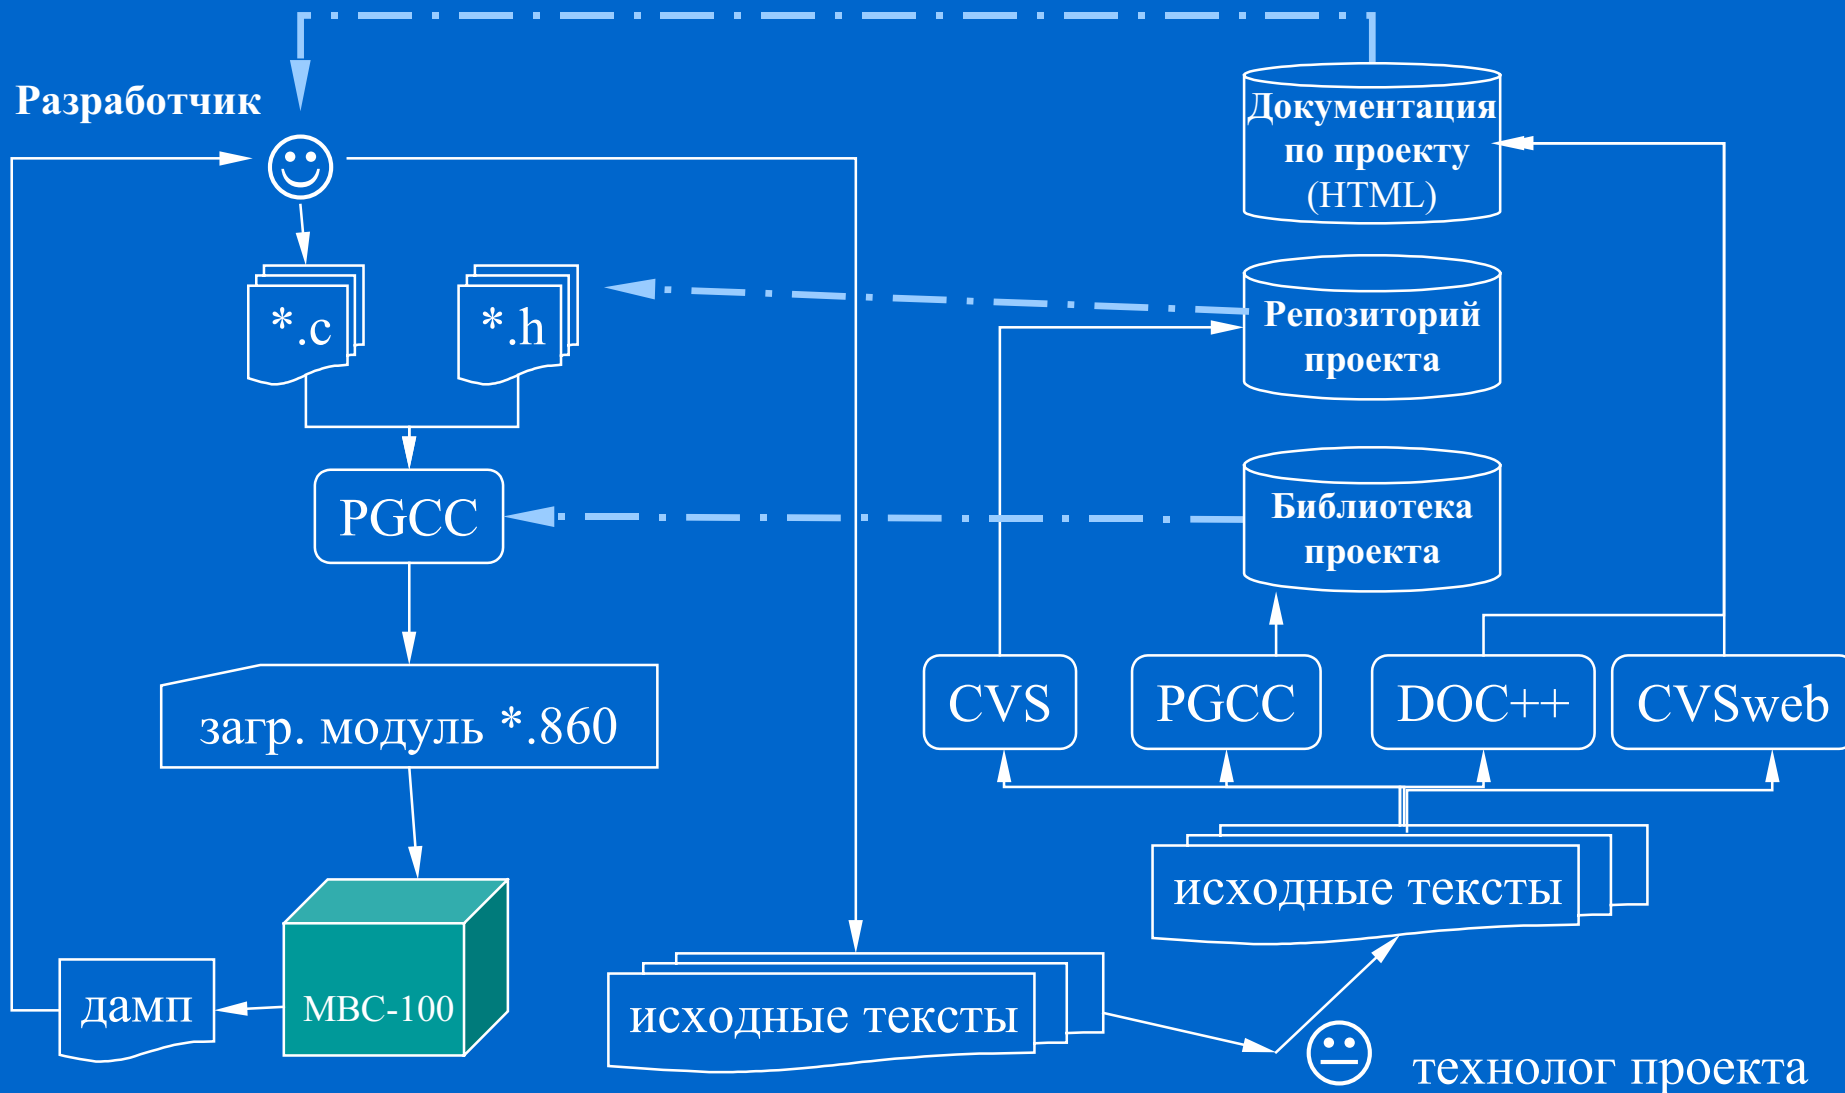 Разработчик
Документация
по проекту
(HTML)
*.c
*.h
Репозиторий
проекта
PGCC
Библиотека
проекта
CVS
PGCC
DOC++
CVSweb
загр. модуль *.860
исходные тексты
дамп
МВС-100
исходные тексты
технолог проекта